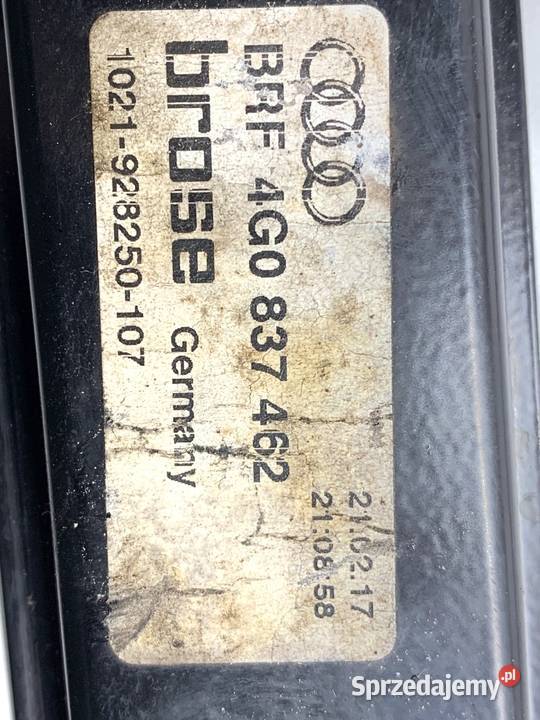 BRF 4G0 837 462
21.02.17
21:08:58
brose Germany
1021-928250-107
Sprzedajemy.pl